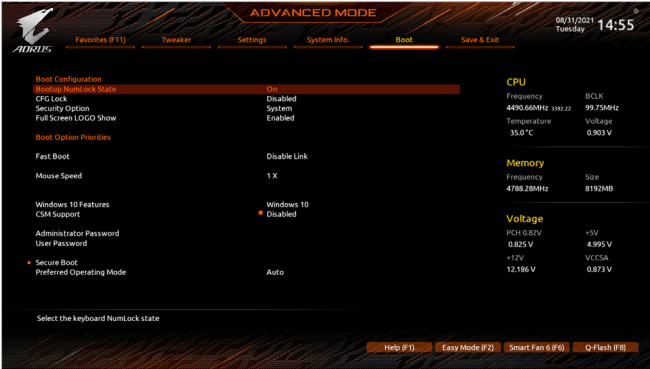 ADVANCED MODE
08/31/2021 Tuesday 14:55
AORUS
Favorites (F11) Tweaker Settings System Info. Boot Save & Exit
Boot Configuration
Bootup NumLock State On
CFG Lock Disabled
Security Option System
Full Screen LOGO Show Enabled
Boot Option Priorities
Fast Boot Disable Link
Mouse Speed 1 X
Windows 10 Features Windows 10
CSM Support Disabled
Administrator Password
User Password
Secure Boot
Preferred Operating Mode Auto
CPU
Frequency BCLK
4490.66MHz 3392.22 99.75MHz
Temperature Voltage
35.0 °C 0.903 V
Memory
Frequency Size
4788.28MHz 8192MB
Voltage
PCH 0.82V +5V
0.825 V 4.995 V
+12V VCCSA
12.186 V 0.873 V
Select the keyboard NumLock state
Help (F1) Easy Mode (F2) Smart Fan 6 (F6) Q-Flash (F8)